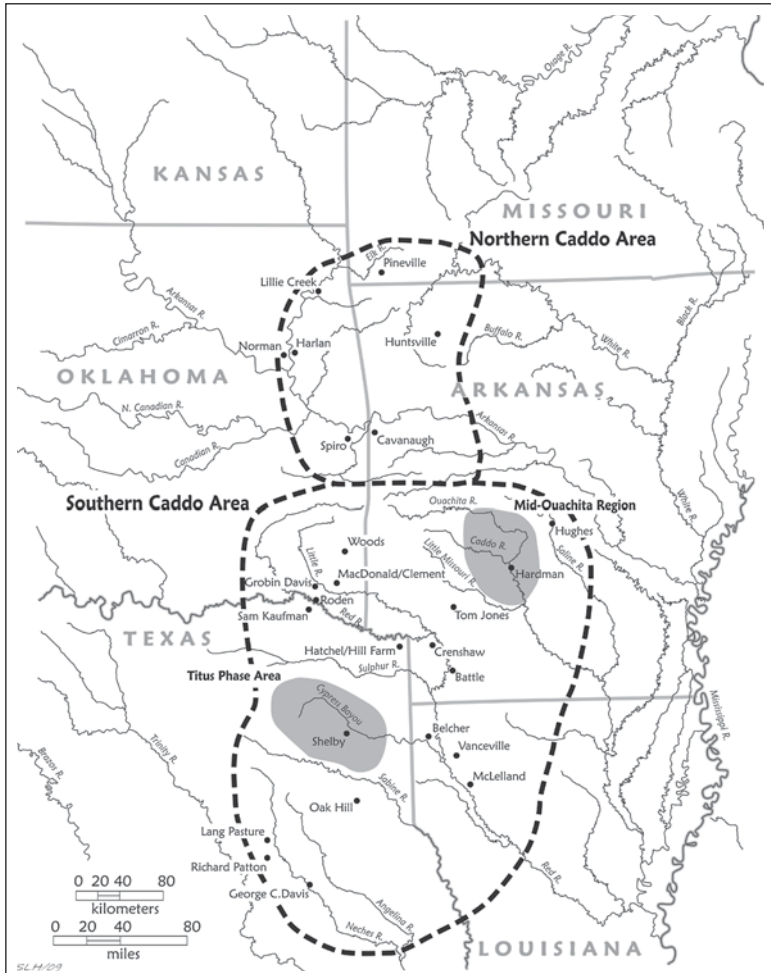 Osage R.
KANSAS
MISSOURI
Northern Caddo Area
Elk R.
Pineville
Lillie Creek
Arkansas R.
Black R.
Cimarron R.
Norman
Harlan
Huntsville
Buffalo R.
White R.
OKLAHOMA
ARKANSAS
N. Canadian R.
Arkansas R.
Spiro
Cavanaugh
Canadian R.
White R.
Southern Caddo Area
Ouachita R.
Mid-Ouachita Region
Hughes
Woods
Caddo R.
Saline R.
Little R.
MacDonald/Clement
Little Missouri R.
Hardman
Grobin Davis
Roden
Sam Kaufman
Red R.
Tom Jones
TEXAS
Hatchel/Hill Farm
Crenshaw
Sulphur R.
Battle
Titus Phase Area
Cypress Bayou
Mississippi R.
Shelby
Belcher
Vanceville
Trinity R.
Brazos R.
McLelland
Sabine R.
Oak Hill
Lang Pasture
Red R.
Richard Patton
George C.Davis
Angelina R.
Neches R.
0 20 40 80
kilometers
0 20 40 80
miles
LOUISIANA
SLH/09